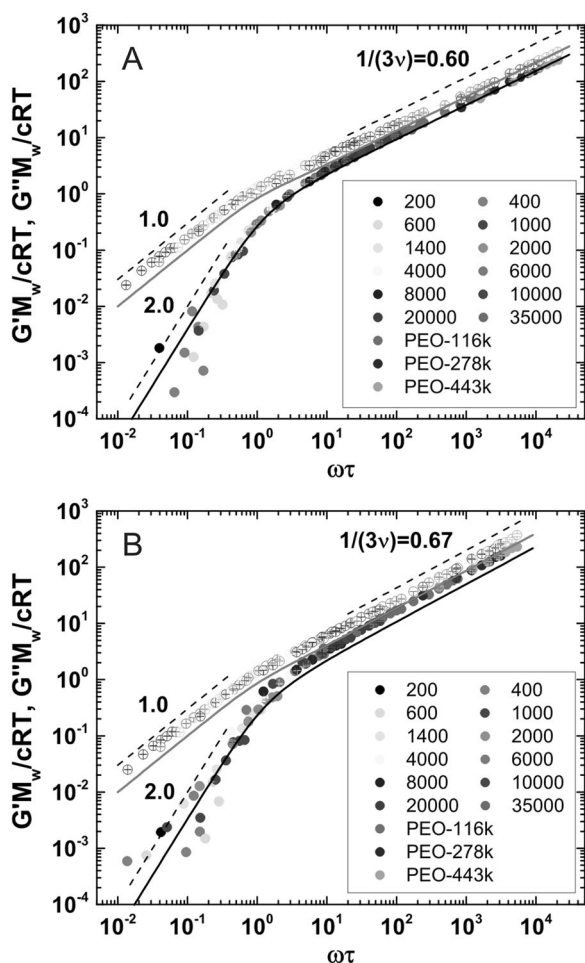 A
1/(3ν)=0.60
1.0
2.0
10³
10²
10¹
10⁰
10⁻¹
10⁻²
10⁻³
10⁻⁴
G'M_w/cRT, G''M_w/cRT
200 400
600 1000
1400 2000
4000 6000
8000 10000
20000 35000
PEO-116k
PEO-278k
PEO-443k
10⁻² 10⁻¹ 10⁰ 10¹ 10² 10³ 10⁴
ωτ
B
1/(3ν)=0.67
1.0
2.0
10³
10²
10¹
10⁰
10⁻¹
10⁻²
10⁻³
10⁻⁴
G'M_w/cRT, G''M_w/cRT
200 400
600 1000
1400 2000
4000 6000
8000 10000
20000 35000
PEO-116k
PEO-278k
PEO-443k
10⁻² 10⁻¹ 10⁰ 10¹ 10² 10³ 10⁴
ωτ